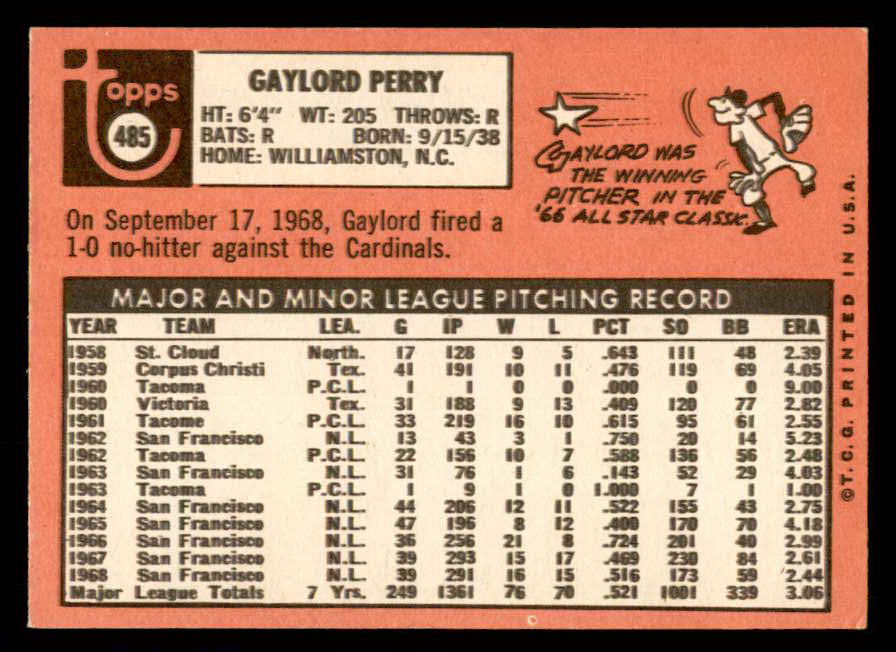 topps
485
GAYLORD PERRY
HT: 6'4" WT: 205 THROWS: R
BATS: R BORN: 9/15/38
HOME: WILLIAMSTON, N.C.
GAYLORD WAS
THE WINNING
PITCHER IN THE
'66 ALL STAR CLASSIC.
On September 17, 1968, Gaylord fired a
1-0 no-hitter against the Cardinals.
MAJOR AND MINOR LEAGUE PITCHING RECORD
YEAR TEAM LEA. G IP W L PCT SO BB ERA
1958 St. Cloud North. 17 128 9 5 .643 111 48 2.39
1959 Corpus Christi Tex. 41 191 10 11 .476 119 69 4.05
1960 Tacoma P.C.L. 1 1 0 0 .000 0 0 9.00
1960 Victoria Tex. 31 188 9 13 .409 120 77 2.82
1961 Tacome P.C.L. 33 219 16 10 .615 95 61 2.55
1962 San Francisco N.L. 13 43 3 1 .750 20 14 5.23
1962 Tacoma P.C.L. 22 156 10 7 .588 136 56 2.48
1963 San Francisco N.L. 31 76 1 6 .143 52 29 4.03
1963 Tacoma P.C.L. 1 9 1 0 1.000 7 1 1.00
1964 San Francisco N.L. 44 206 12 11 .522 155 43 2.75
1965 San Francisco N.L. 47 196 8 12 .400 170 70 4.18
1966 San Francisco N.L. 36 256 21 8 .724 201 40 2.99
1967 San Francisco N.L. 39 293 15 17 .469 230 84 2.61
1968 San Francisco N.L. 39 291 16 15 .516 173 59 2.44
Major League Totals 7 Yrs. 249 1361 76 70 .521 1001 339 3.06
©T.C.G. PRINTED IN U.S.A.